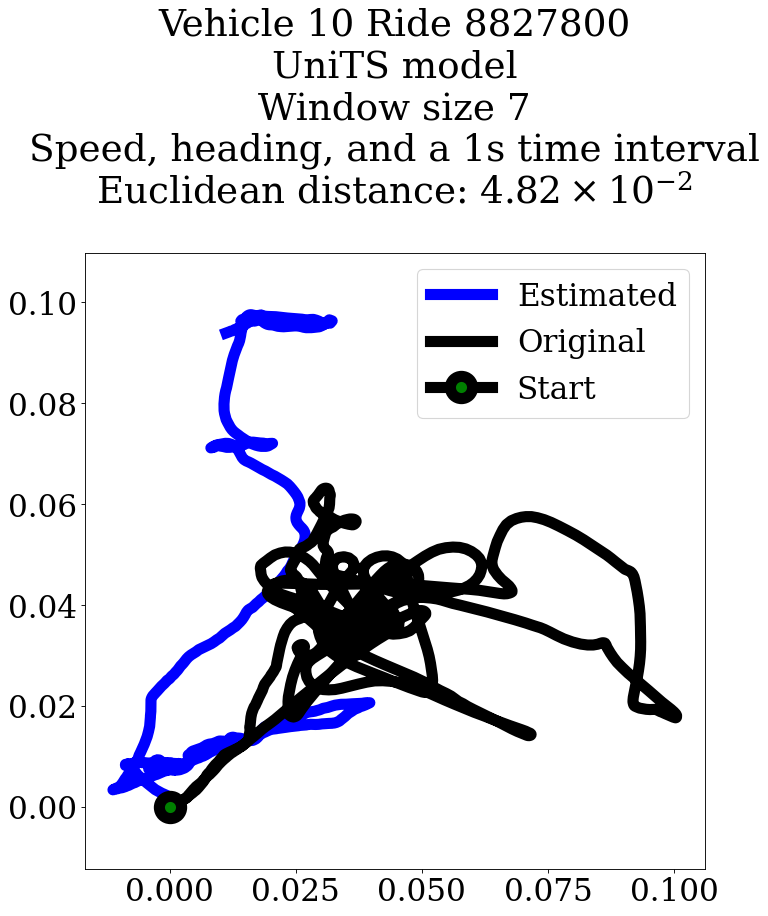 Vehicle 10 Ride 8827800
UniTS model
Window size 7
Speed, heading, and a 1s time interval
Euclidean distance: 4.82 × 10⁻²
Estimated
Original
Start
0.10
0.08
0.06
0.04
0.02
0.00
0.000 0.025 0.050 0.075 0.100